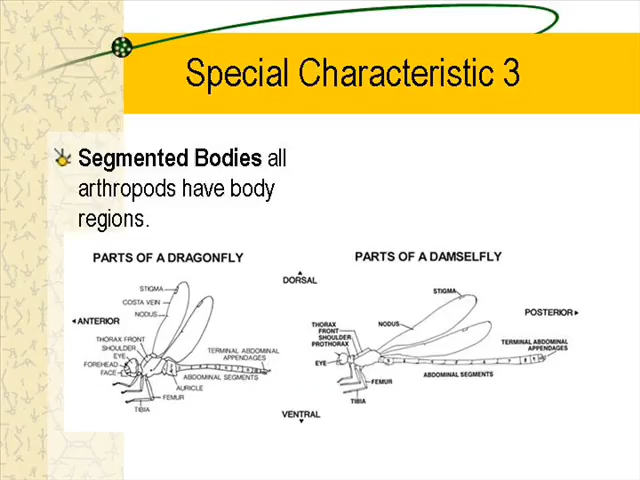 Special Characteristic 3
Segmented Bodies all
arthropods have body
regions.
PARTS OF A DRAGONFLY
STIGMA
COSTA VEIN
NODUS
ANTERIOR
THORAX FRONT
SHOULDER
EYE
FOREHEAD
FACE
TERMINAL ABDOMINAL
APPENDAGES
ABDOMINAL SEGMENTS
AURICLE
FEMUR
TIBIA
DORSAL
VENTRAL
PARTS OF A DAMSELFLY
STIGMA
NODUS
POSTERIOR
THORAX
FRONT
SHOULDER
PROTHORAX
EYE
TERMINAL ABDOMINAL
APPENDAGES
ABDOMINAL SEGMENTS
FEMUR
TIBIA